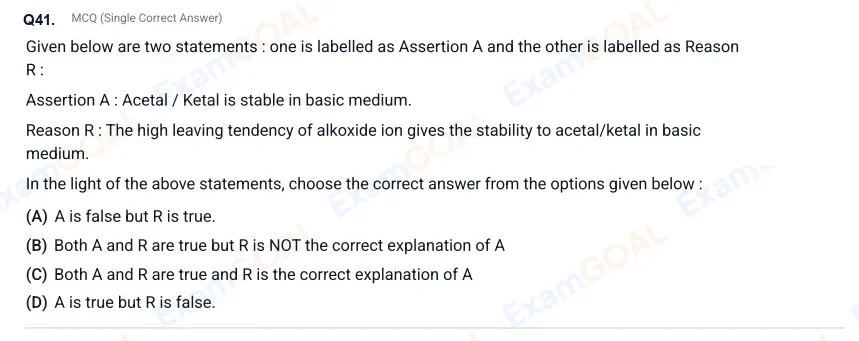 Q41. MCQ (Single Correct Answer)
Given below are two statements : one is labelled as Assertion A and the other is labelled as Reason
R :
Assertion A : Acetal / Ketal is stable in basic medium.
Reason R : The high leaving tendency of alkoxide ion gives the stability to acetal/ketal in basic
medium.
In the light of the above statements, choose the correct answer from the options given below :
(A) A is false but R is true.
(B) Both A and R are true but R is NOT the correct explanation of A
(C) Both A and R are true and R is the correct explanation of A
(D) A is true but R is false.
ExamGOAL
ExamGOAL
ExamGOAL
ExamGOAL